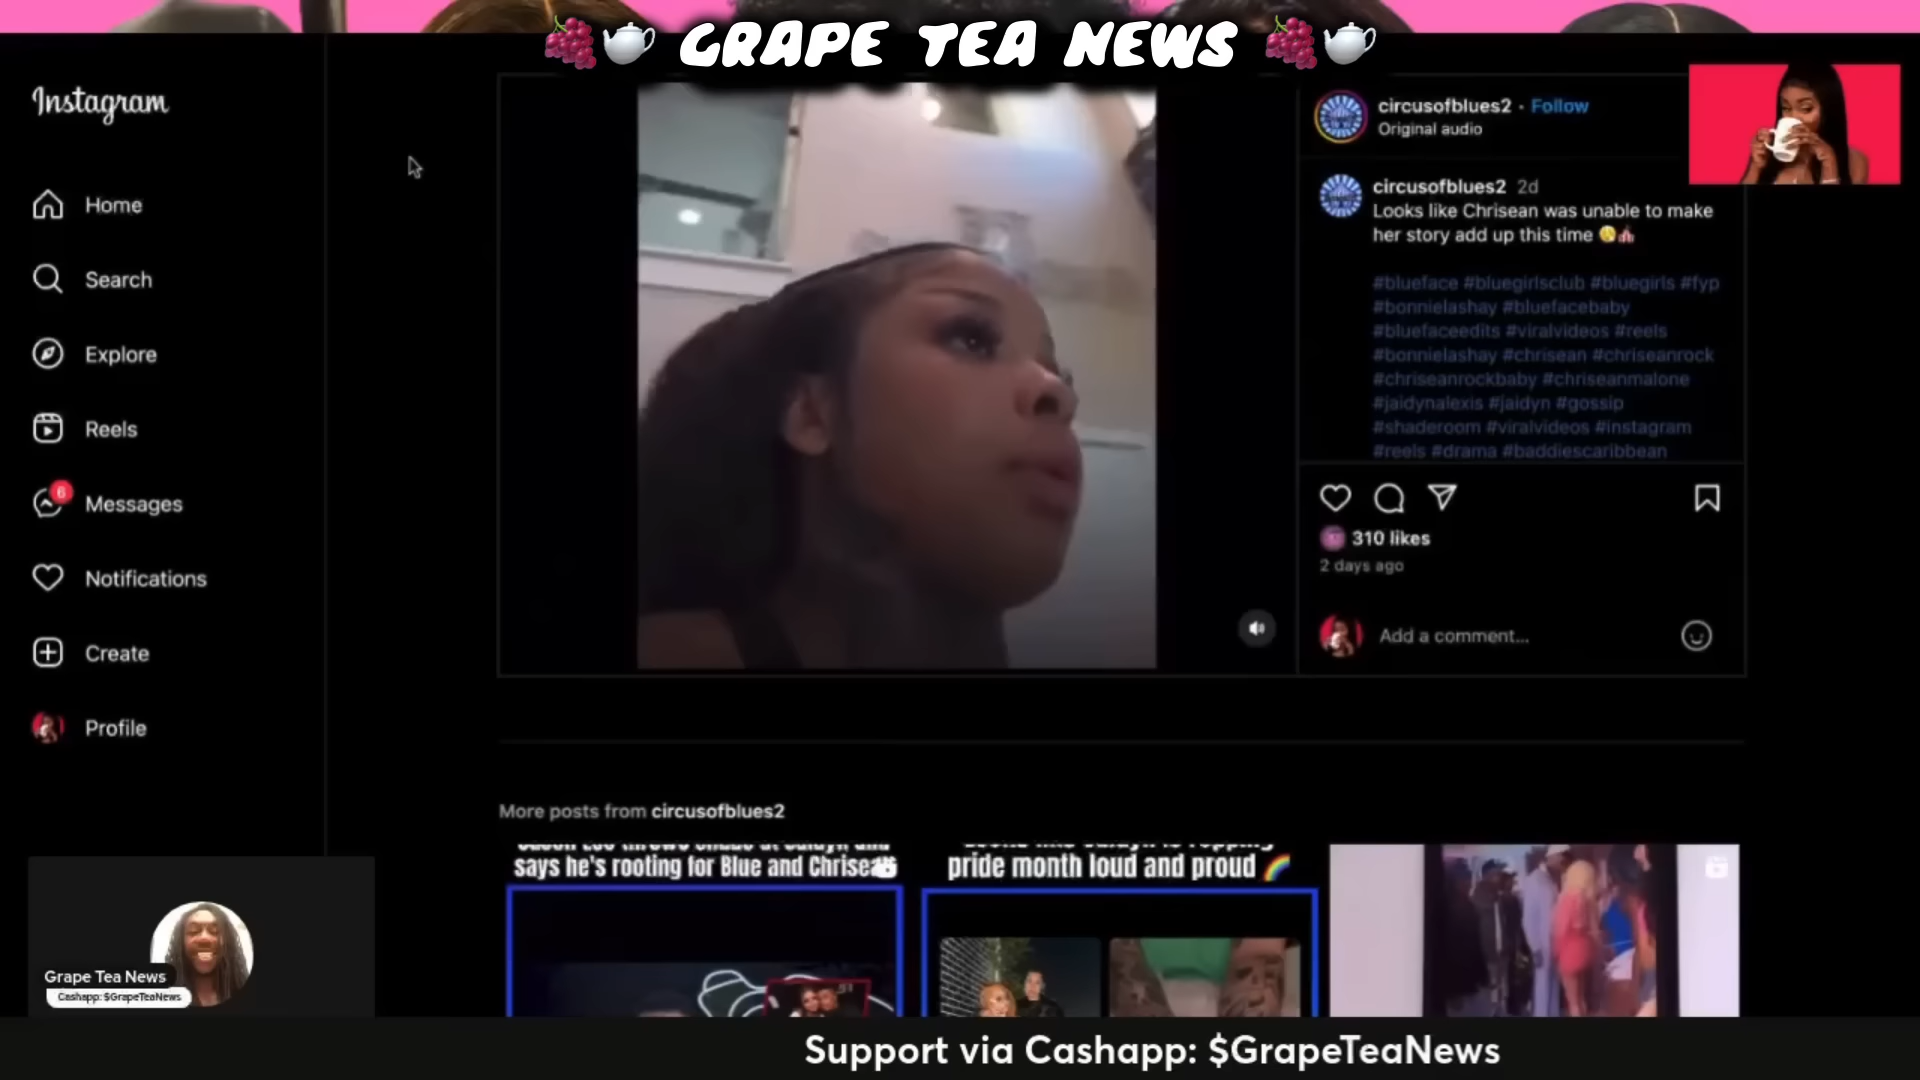 GRAPE TEA NEWS
Instagram
Home
Search
Explore
Reels
6
Messages
Notifications
Create
Profile
circusofblues2 · Follow
Original audio
circusofblues2 2d
Looks like Chrisean was unable to make
her story add up this time
#blueface #bluegirlsclub #bluegirls #fyp
#bonnielashay #bluefacebaby
#bluefaceedits #viralvideos #reels
#bonnielashay #chrisean #chriseanrock
#chriseanrockbaby #chriseanmalone
#jaidynalexis #jaidyn #gossip
#shaderoom #viralvideos #instagram
#reels #drama #baddiescaribbean
310 likes
2 days ago
Add a comment...
More posts from circusofblues2
says he's rooting for Blue and Chrisean
pride month loud and proud 🌈
Grape Tea News
Cashapp: $GrapeTeaNews
Support via Cashapp: $GrapeTeaNews